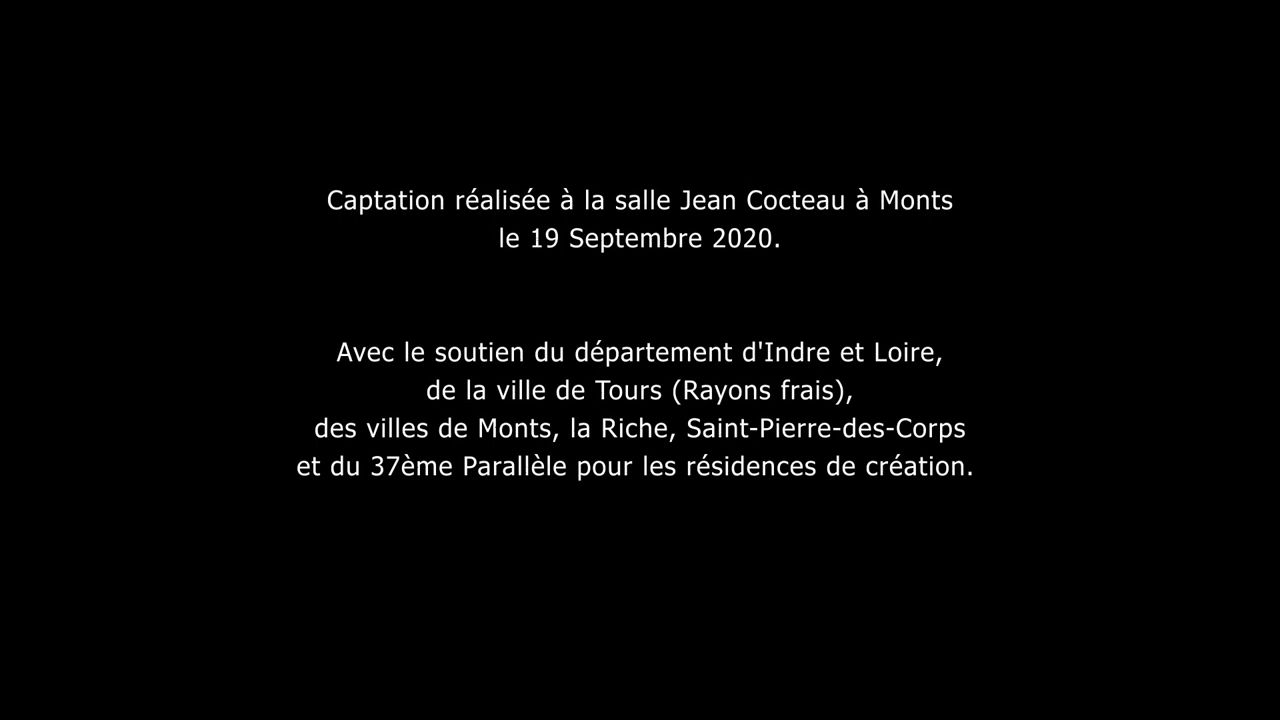 Captation réalisée à la salle Jean Cocteau à Monts
le 19 Septembre 2020.
Avec le soutien du département d'Indre et Loire,
de la ville de Tours (Rayons frais),
des villes de Monts, la Riche, Saint-Pierre-des-Corps
et du 37ème Parallèle pour les résidences de création.